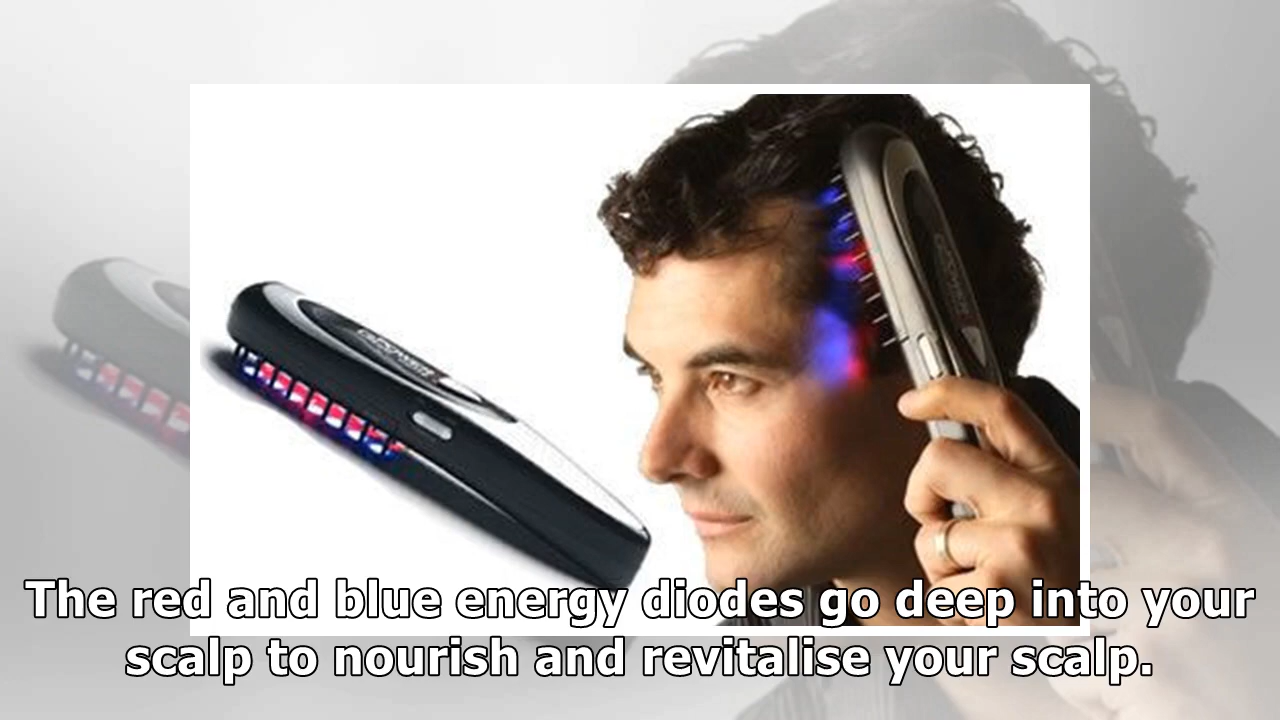 The red and blue energy diodes go deep into your
scalp to nourish and revitalise your scalp.